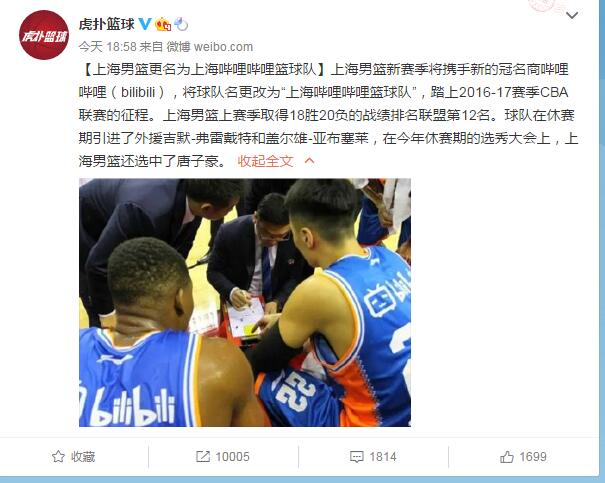 虎扑篮球
虎扑篮球 V
今天 18:58 来自 微博 weibo.com
【上海男篮更名为上海哔哩哔哩篮球队】上海男篮新赛季将携手新的冠名商哔哩
哔哩（bilibili），将球队名更改为“上海哔哩哔哩篮球队”，踏上2016-17赛季CBA
联赛的征程。上海男篮上赛季取得18胜20负的战绩排名联盟第12名。球队在休赛
期引进了外援吉默-弗雷戴特和盖尔雄-亚布塞莱，在今年休赛期的选秀大会上，上
海男篮还选中了唐子豪。 收起全文
bilibili
22
bilibili
2
收藏
10005
1814
1699